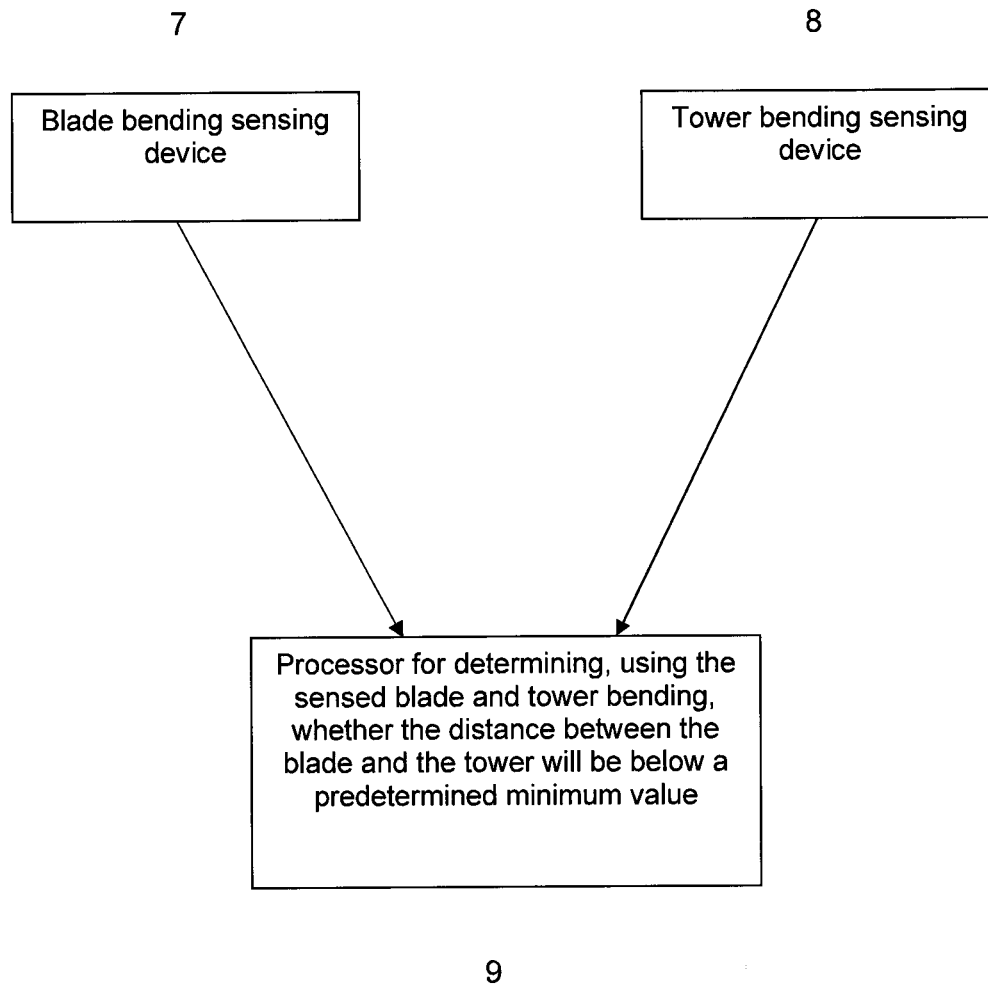 7
8
Blade bending sensing
device
Tower bending sensing
device
Processor for determining, using the
sensed blade and tower bending,
whether the distance between the
blade and the tower will be below a
predetermined minimum value
9